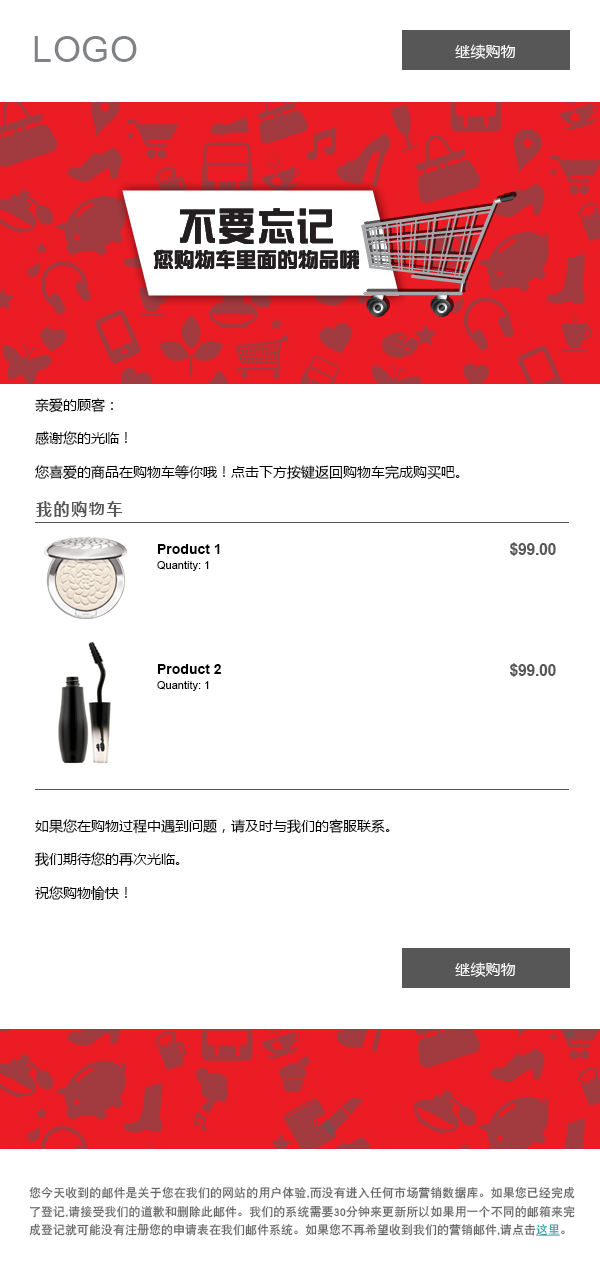 LOGO
继续购物
不要忘记
您购物车里面的物品哦
亲爱的顾客：
感谢您的光临！
您喜爱的商品在购物车等你哦！点击下方按键返回购物车完成购买吧。
我的购物车
Product 1
$99.00
Quantity: 1
Product 2
$99.00
Quantity: 1
如果您在购物过程中遇到问题，请及时与我们的客服联系。
我们期待您的再次光临。
祝您购物愉快！
继续购物
您今天收到的邮件是关于您在我们的网站的用户体验,而没有进入任何市场营销数据库。如果您已经完成
了登记,请接受我们的道歉和删除此邮件。我们的系统需要30分钟来更新所以如果用一个不同的邮箱来完
成登记就可能没有注册您的申请表在我们邮件系统。如果您不再希望收到我们的营销邮件,请点击这里。